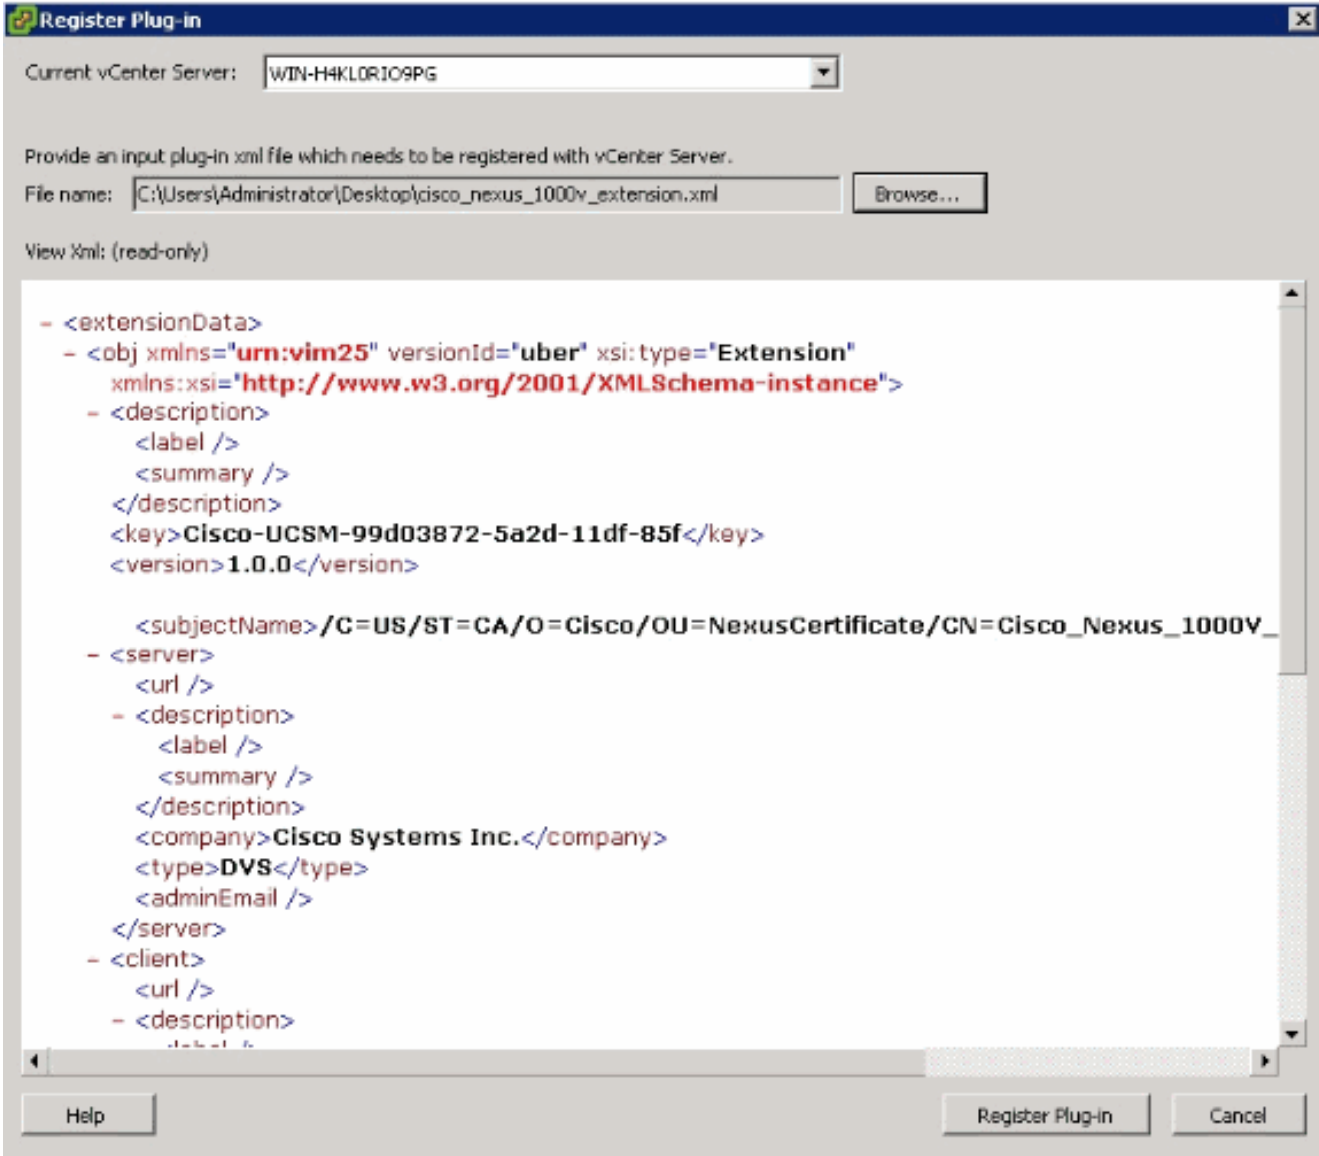 Register Plug-in
Current vCenter Server: WIN-H4KL0RIO9PG
Provide an input plug-in xml file which needs to be registered with vCenter Server.
File name: C:\Users\Administrator\Desktop\cisco_nexus_1000v_extension.xml Browse...
View Xml: (read-only)
- <extensionData>
- <obj xmlns="urn:vim25" versionId="uber" xsi:type="Extension"
xmlns:xsi="http://www.w3.org/2001/XMLSchema-instance">
- <description>
<label />
<summary />
</description>
<key>Cisco-UCSM-99d03872-5a2d-11df-85f</key>
<version>1.0.0</version>
<subjectName>/C=US/ST=CA/O=Cisco/OU=NexusCertificate/CN=Cisco_Nexus_1000V_
- <server>
<url />
- <description>
<label />
<summary />
</description>
<company>Cisco Systems Inc.</company>
<type>DVS</type>
<adminEmail />
</server>
- <client>
<url />
- <description>
Help Register Plug-in Cancel